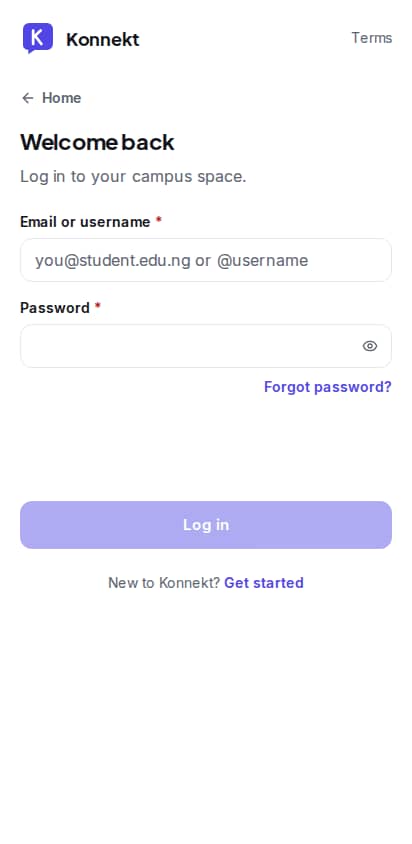 Konnekt
Terms
← Home
Welcome back
Log in to your campus space.
Email or username *
you@student.edu.ng or @username
Password *
Forgot password?
Log in
New to Konnekt? Get started